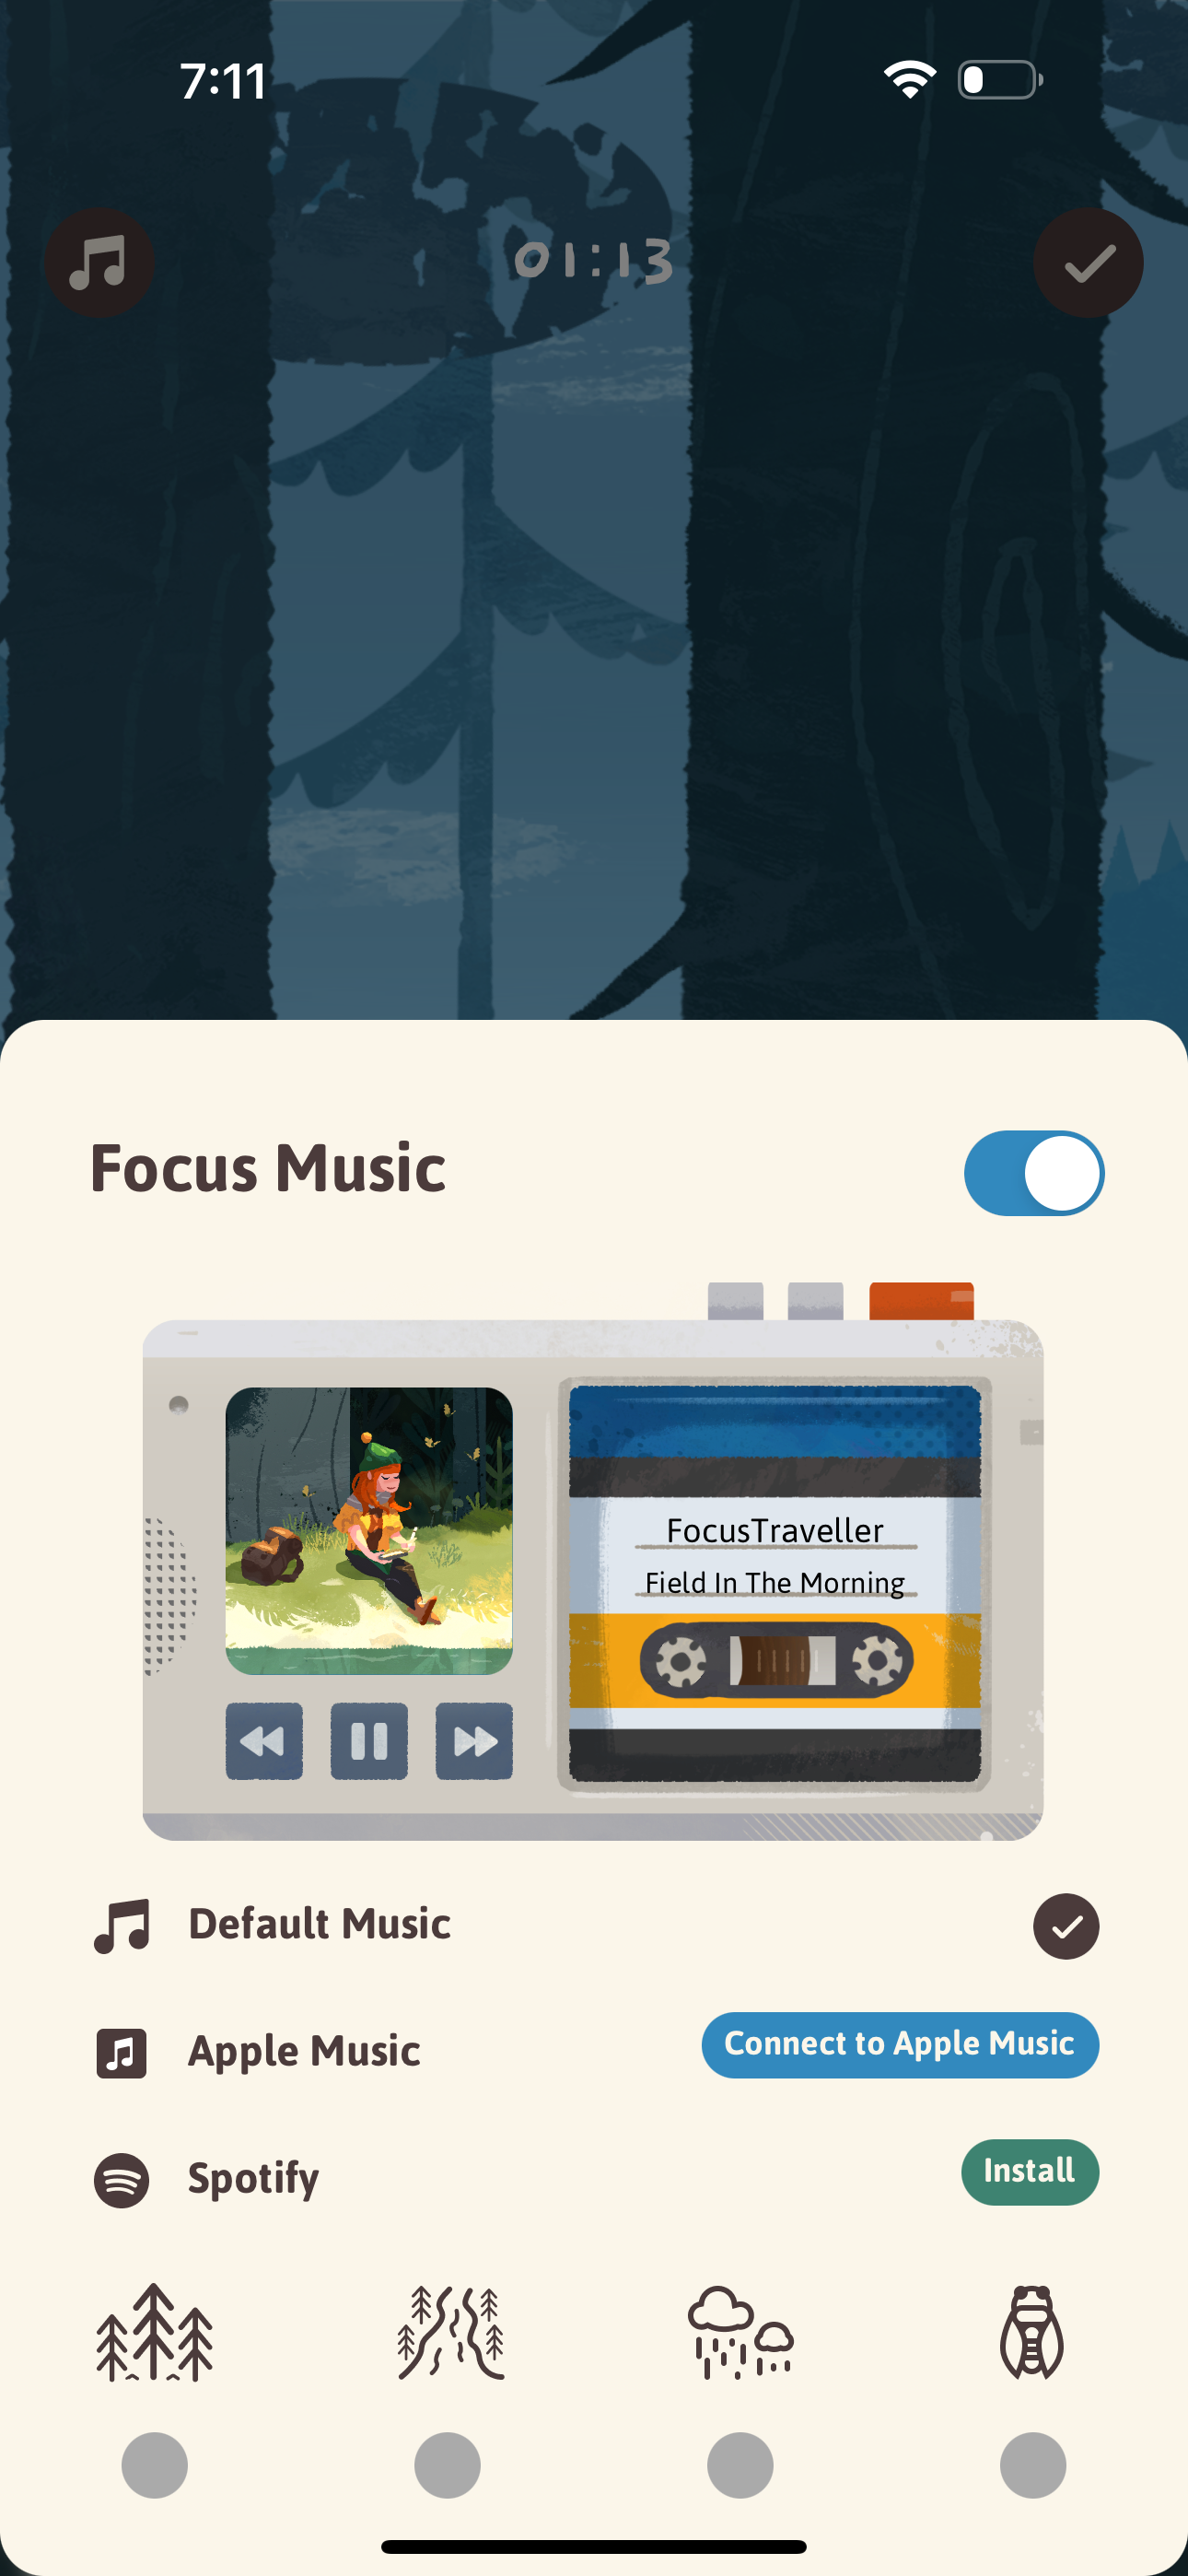 7:11
01:13
Focus Music
FocusTraveller
Field In The Morning
Default Music
Apple Music
Connect to Apple Music
Spotify
Install